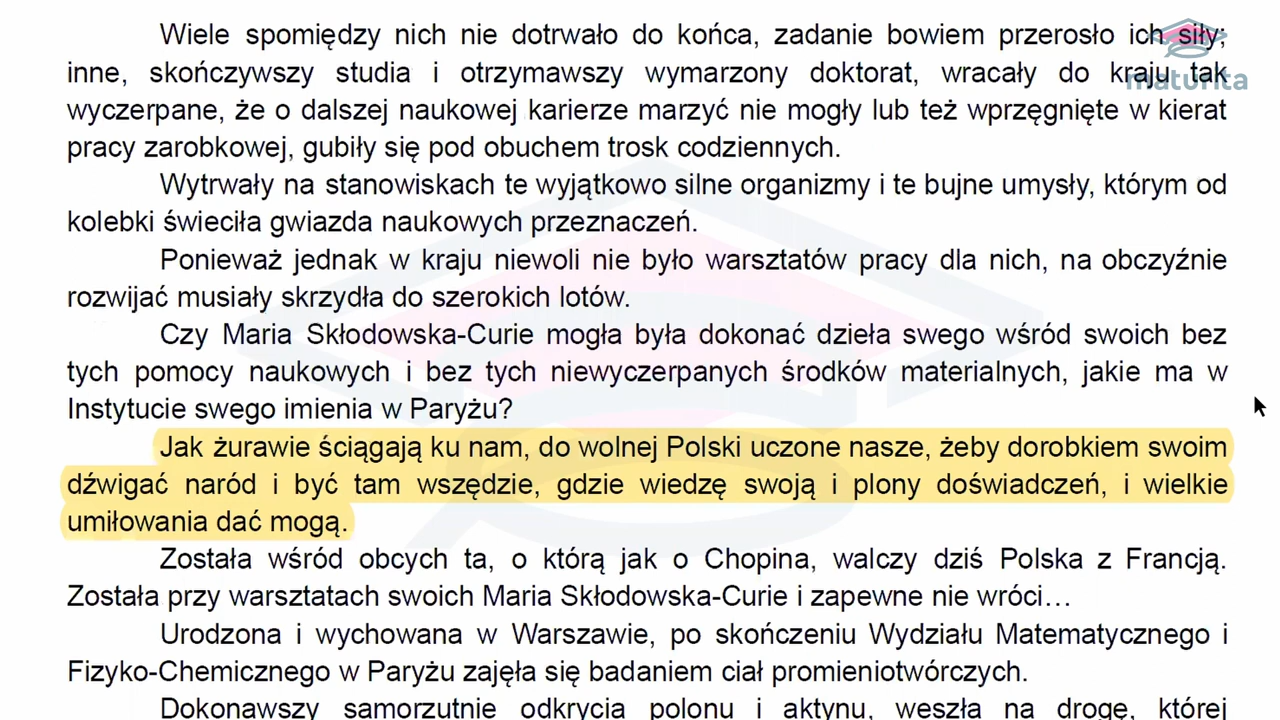 Wiele spomiędzy nich nie dotrwało do końca, zadanie bowiem przerosło ich siły;
inne, skończywszy studia i otrzymawszy wymarzony doktorat, wracały do kraju tak
wyczerpane, że o dalszej naukowej karierze marzyć nie mogły lub też wprzęgnięte w kierat
pracy zarobkowej, gubiły się pod obuchem trosk codziennych.
Wytrwały na stanowiskach te wyjątkowo silne organizmy i te bujne umysły, którym od
kolebki świeciła gwiazda naukowych przeznaczeń.
Ponieważ jednak w kraju niewoli nie było warsztatów pracy dla nich, na obczyźnie
rozwijać musiały skrzydła do szerokich lotów.
Czy Maria Skłodowska-Curie mogła była dokonać dzieła swego wśród swoich bez
tych pomocy naukowych i bez tych niewyczerpanych środków materialnych, jakie ma w
Instytucie swego imienia w Paryżu?
Jak żurawie ściągają ku nam, do wolnej Polski uczone nasze, żeby dorobkiem swoim
dźwigać naród i być tam wszędzie, gdzie wiedzę swoją i plony doświadczeń, i wielkie
umiłowania dać mogą.
Została wśród obcych ta, o którą jak o Chopina, walczy dziś Polska z Francją.
Została przy warsztatach swoich Maria Skłodowska-Curie i zapewne nie wróci…
Urodzona i wychowana w Warszawie, po skończeniu Wydziału Matematycznego i
Fizyko-Chemicznego w Paryżu zajęła się badaniem ciał promieniotwórczych.
Dokonawszy samorzutnie odkrycia polonu i aktynu, weszła na drogę, której
maturita